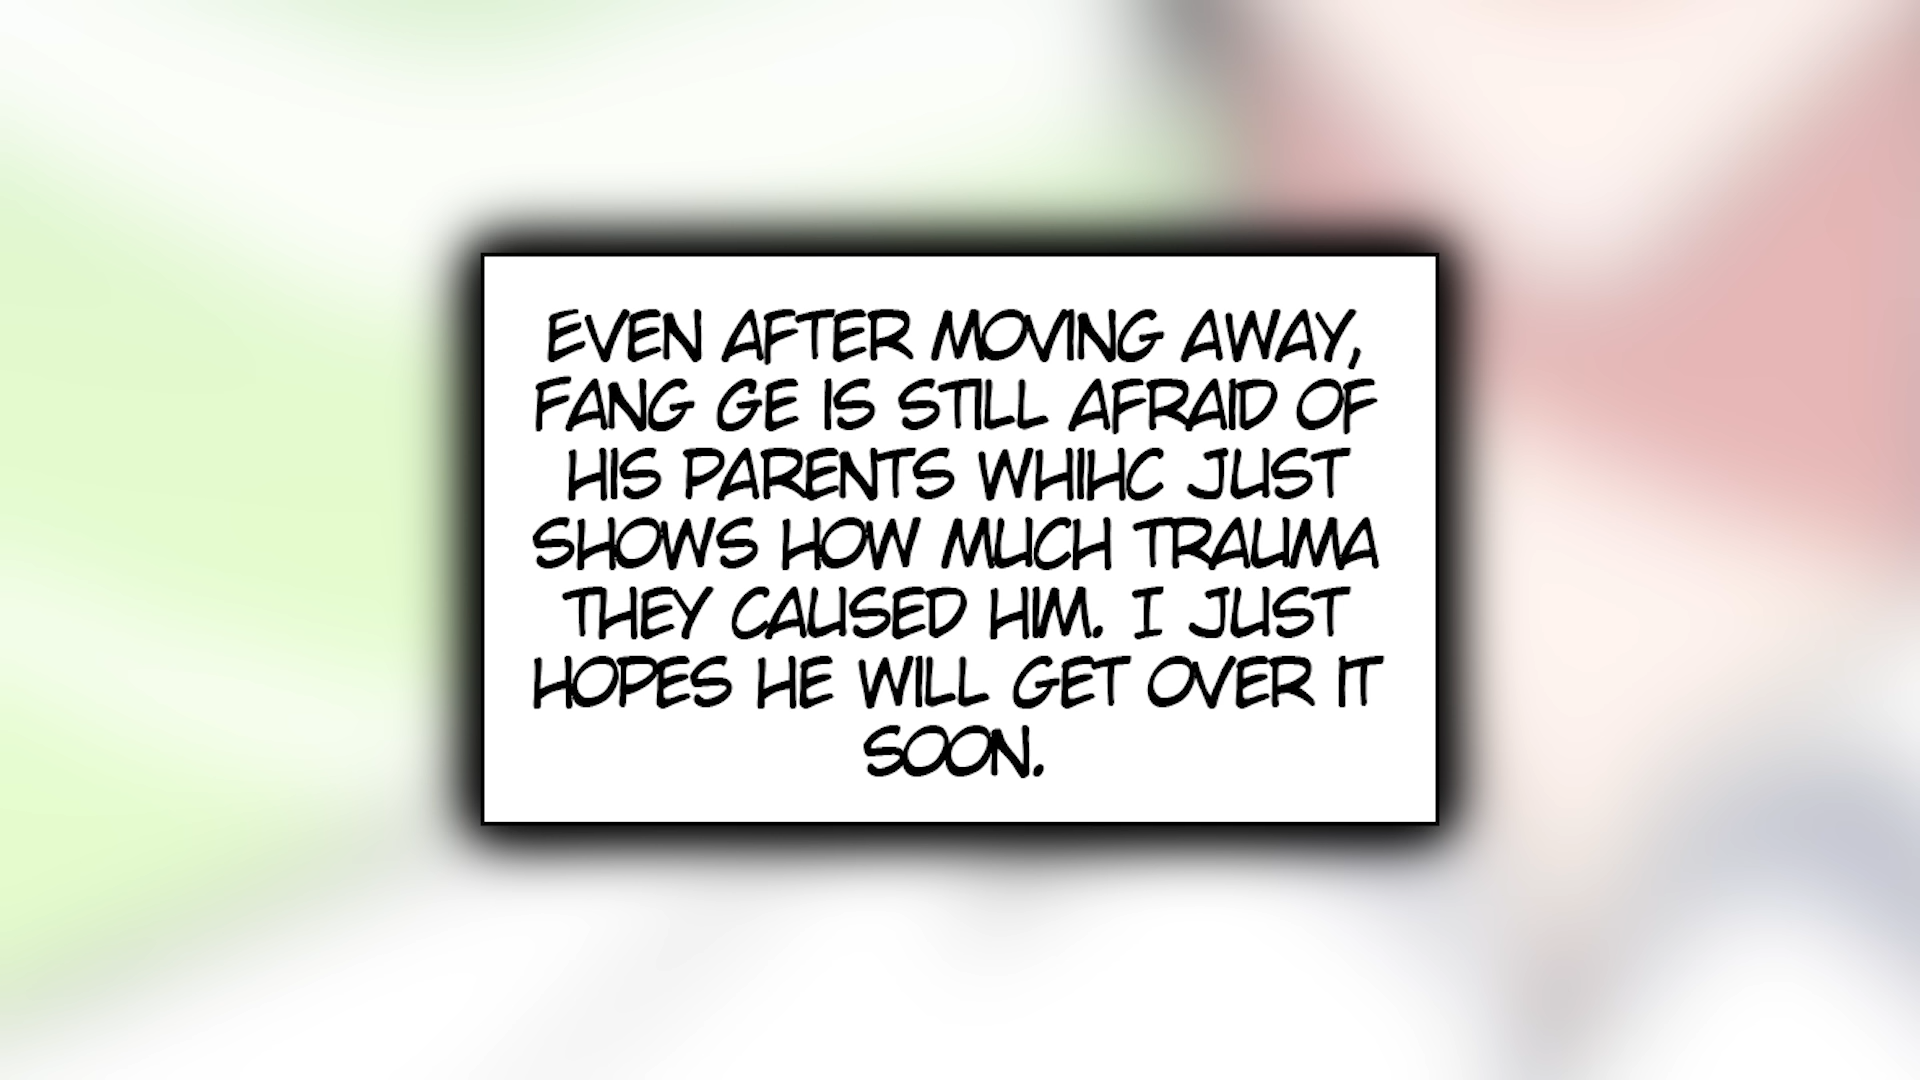 EVEN AFTER MOVING AWAY,
FANG GE IS STILL AFRAID OF
HIS PARENTS WHIHC JUST
SHOWS HOW MUCH TRAUMA
THEY CAUSED HIM. I JUST
HOPES HE WILL GET OVER IT
SOON.